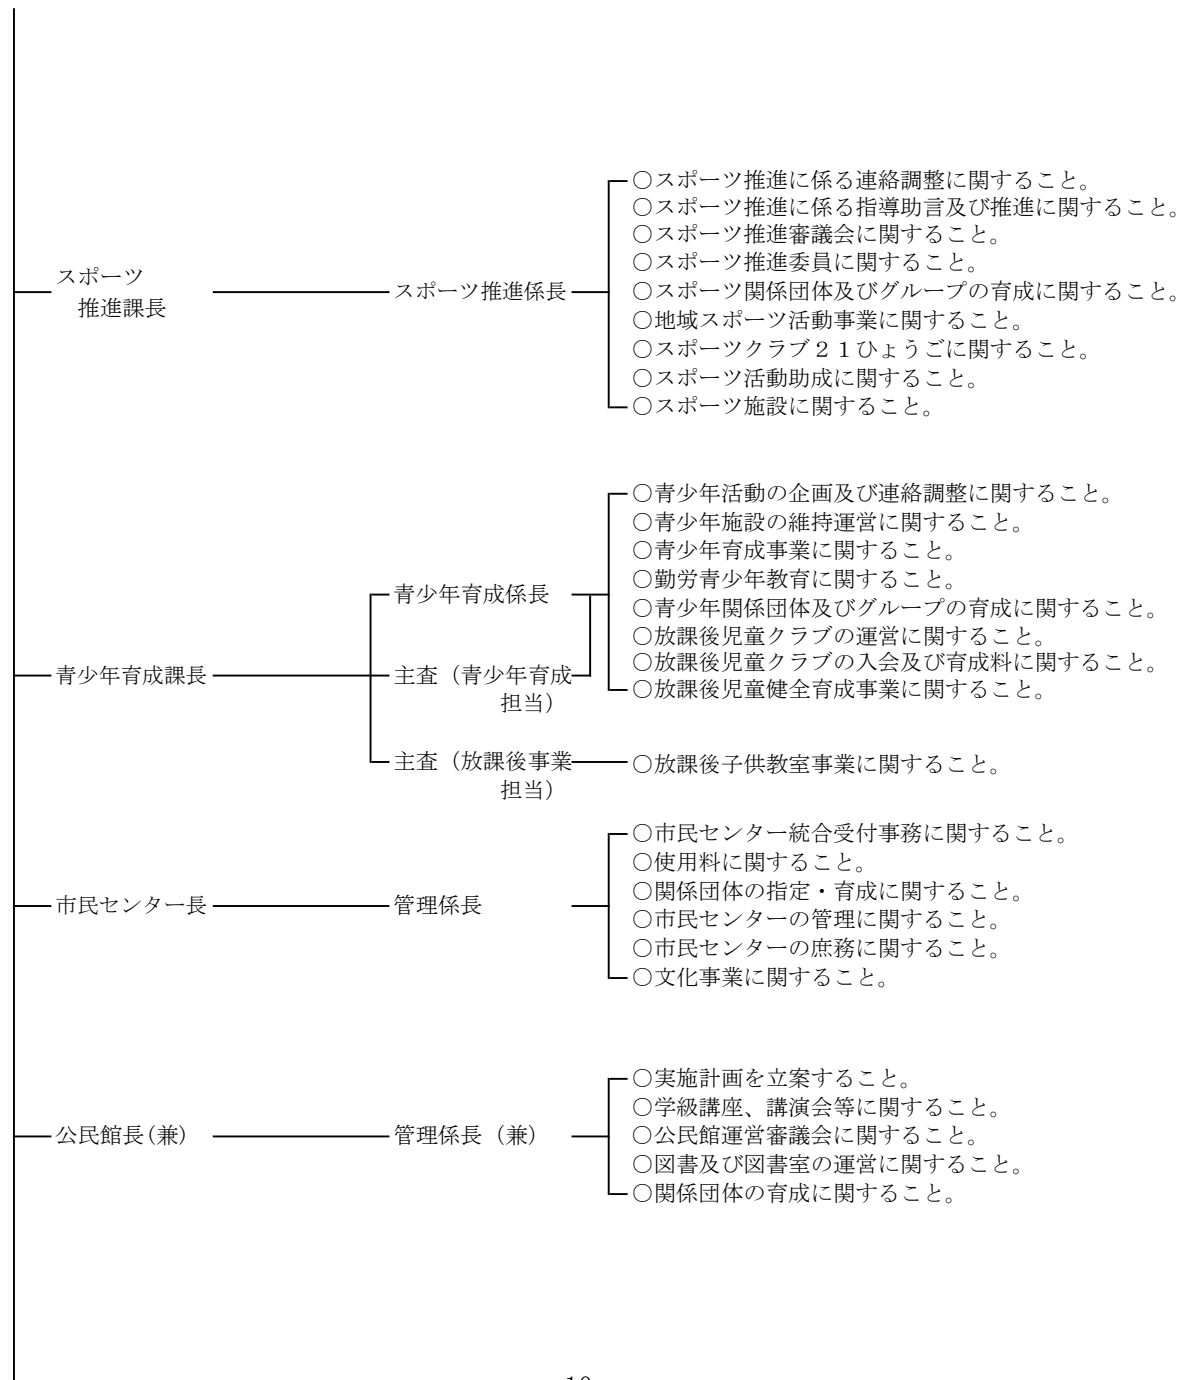 スポーツ
推進課長
スポーツ推進係長
○スポーツ推進に係る連絡調整に関すること。
○スポーツ推進に係る指導助言及び推進に関すること。
○スポーツ推進審議会に関すること。
○スポーツ推進委員に関すること。
○スポーツ関係団体及びグループの育成に関すること。
○地域スポーツ活動事業に関すること。
○スポーツクラブ２１ひょうごに関すること。
○スポーツ活動助成に関すること。
○スポーツ施設に関すること。
青少年育成課長
青少年育成係長
主査（青少年育成
担当）
○青少年活動の企画及び連絡調整に関すること。
○青少年施設の維持運営に関すること。
○青少年育成事業に関すること。
○勤労青少年教育に関すること。
○青少年関係団体及びグループの育成に関すること。
○放課後児童クラブの運営に関すること。
○放課後児童クラブの入会及び育成料に関すること。
○放課後児童健全育成事業に関すること。
主査（放課後事業
担当）
○放課後子供教室事業に関すること。
市民センター長
管理係長
○市民センター統合受付事務に関すること。
○使用料に関すること。
○関係団体の指定・育成に関すること。
○市民センターの管理に関すること。
○市民センターの庶務に関すること。
○文化事業に関すること。
公民館長(兼)
管理係長（兼）
○実施計画を立案すること。
○学級講座、講演会等に関すること。
○公民館運営審議会に関すること。
○図書及び図書室の運営に関すること。
○関係団体の育成に関すること。